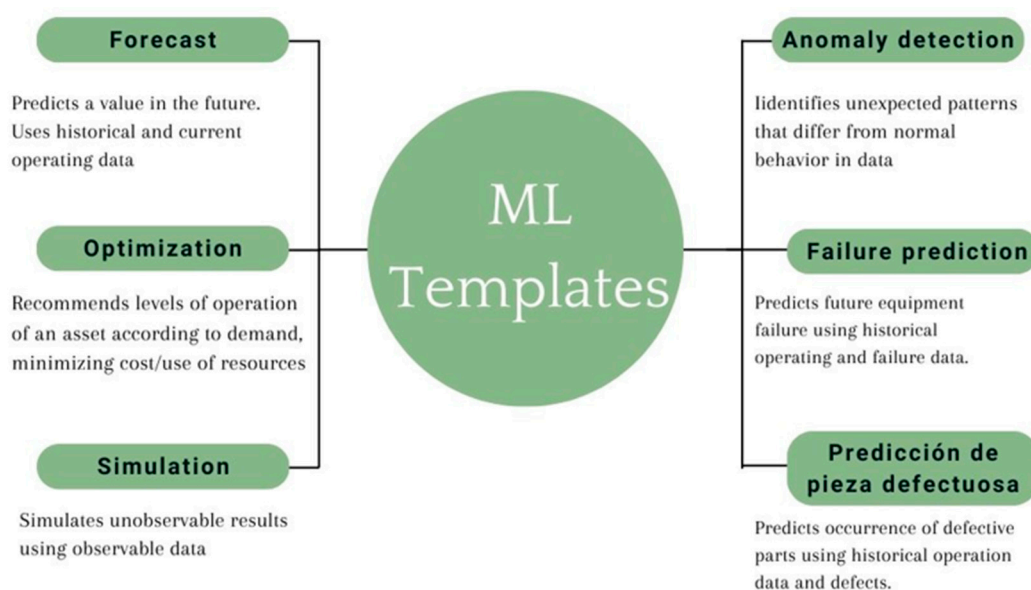 Forecast
Predicts a value in the future.
Uses historical and current
operating data
Optimization
Recommends levels of operation
of an asset according to demand,
minimizing cost/use of resources
Simulation
Simulates unobservable results
using observable data
ML
Templates
Anomaly detection
Iidentifies unexpected patterns
that differ from normal
behavior in data
Failure prediction
Predicts future equipment
failure using historical
operating and failure data.
Predicción de
pieza defectuosa
Predicts occurrence of defective
parts using historical operation
data and defects.